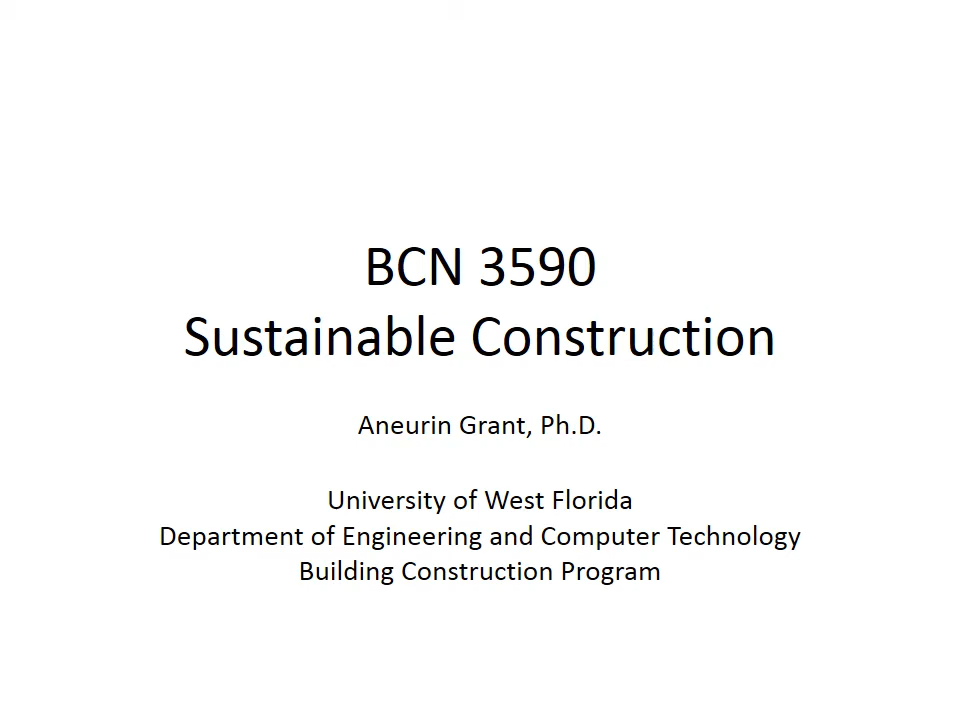 BCN 3590
Sustainable Construction
Aneurin Grant, Ph.D.
University of West Florida
Department of Engineering and Computer Technology
Building Construction Program